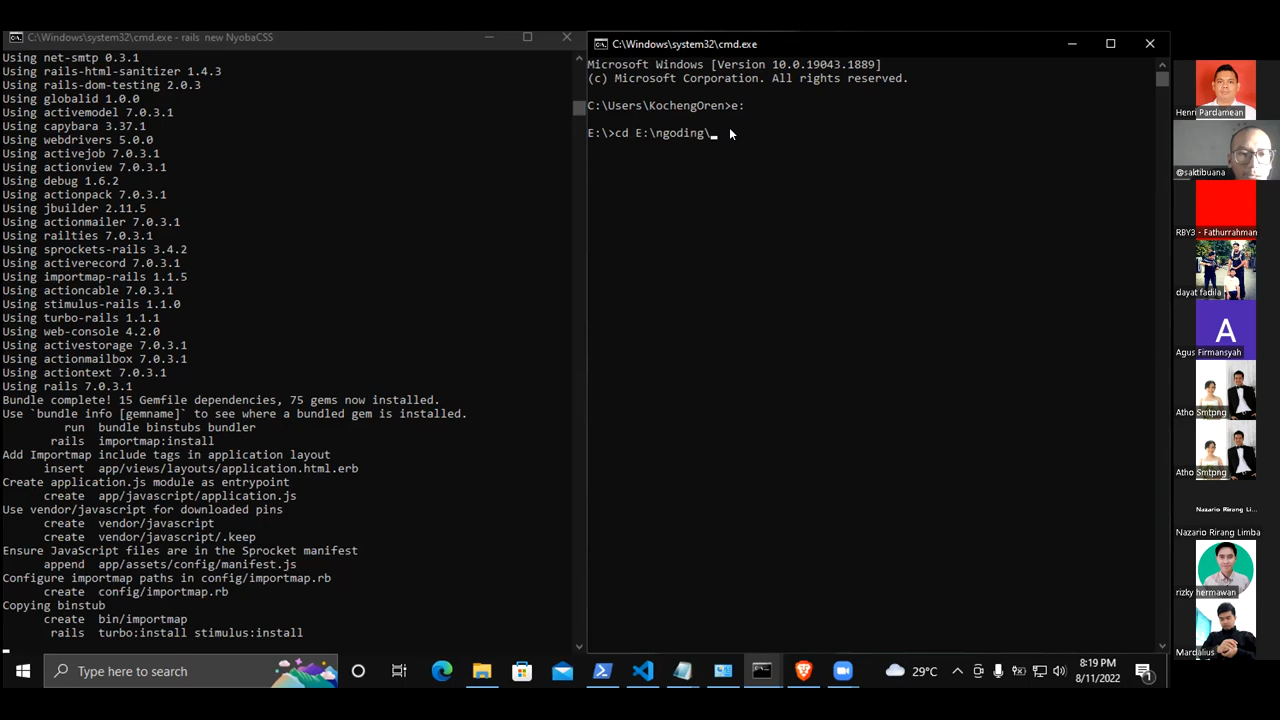 C:\Windows\system32\cmd.exe - rails  new NyobaCSS
Using net-smtp 0.3.1
Using rails-html-sanitizer 1.4.3
Using rails-dom-testing 2.0.3
Using globalid 1.0.0
Using activemodel 7.0.3.1
Using capybara 3.37.1
Using webdrivers 5.0.0
Using activejob 7.0.3.1
Using actionview 7.0.3.1
Using debug 1.6.2
Using actionpack 7.0.3.1
Using jbuilder 2.11.5
Using actionmailer 7.0.3.1
Using railties 7.0.3.1
Using sprockets-rails 3.4.2
Using activerecord 7.0.3.1
Using importmap-rails 1.1.5
Using actioncable 7.0.3.1
Using stimulus-rails 1.1.0
Using turbo-rails 1.1.1
Using web-console 4.2.0
Using activestorage 7.0.3.1
Using actionmailbox 7.0.3.1
Using actiontext 7.0.3.1
Using rails 7.0.3.1
Bundle complete! 15 Gemfile dependencies, 75 gems now installed.
Use `bundle info [gemname]` to see where a bundled gem is installed.
run  bundle binstubs bundler
rails  importmap:install
Add Importmap include tags in application layout
insert  app/views/layouts/application.html.erb
Create application.js module as entrypoint
create  app/javascript/application.js
Use vendor/javascript for downloaded pins
create  vendor/javascript
create  vendor/javascript/.keep
Ensure JavaScript files are in the Sprocket manifest
append  app/assets/config/manifest.js
Configure importmap paths in config/importmap.rb
create  config/importmap.rb
Copying binstub
create  bin/importmap
rails  turbo:install stimulus:install
C:\Windows\system32\cmd.exe
Microsoft Windows [Version 10.0.19043.1889]
(c) Microsoft Corporation. All rights reserved.
C:\Users\KochengOren>e:
E:\>cd E:\ngoding\_
Henri Pardamean
@saktibuana
RBY3 - Fathurrahman
dayat fadila
A
Agus Firmansyah
Atho Smtpng
Atho Smtpng
Nazario Rirang Li...
Nazario Rirang Limba
rizky hermawan
Mardalius
Type here to search
29°C
8:19 PM
8/11/2022
1